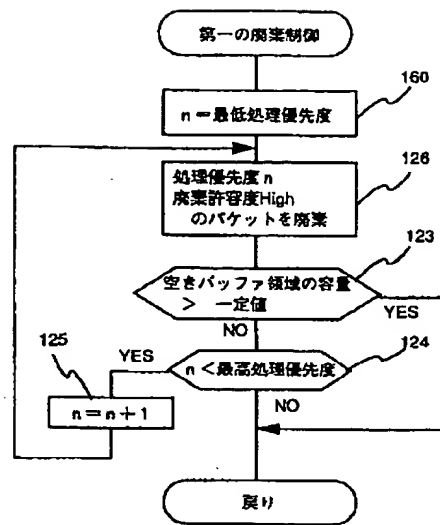 第一の廃棄制御
160
n=最低処理優先度
126
処理優先度 n
廃棄許容度High
のパケットを廃棄
123
空きバッファ領域の容量
> 一定値
YES
NO
124
125
YES
n<最高処理優先度
n=n+1
NO
戻り